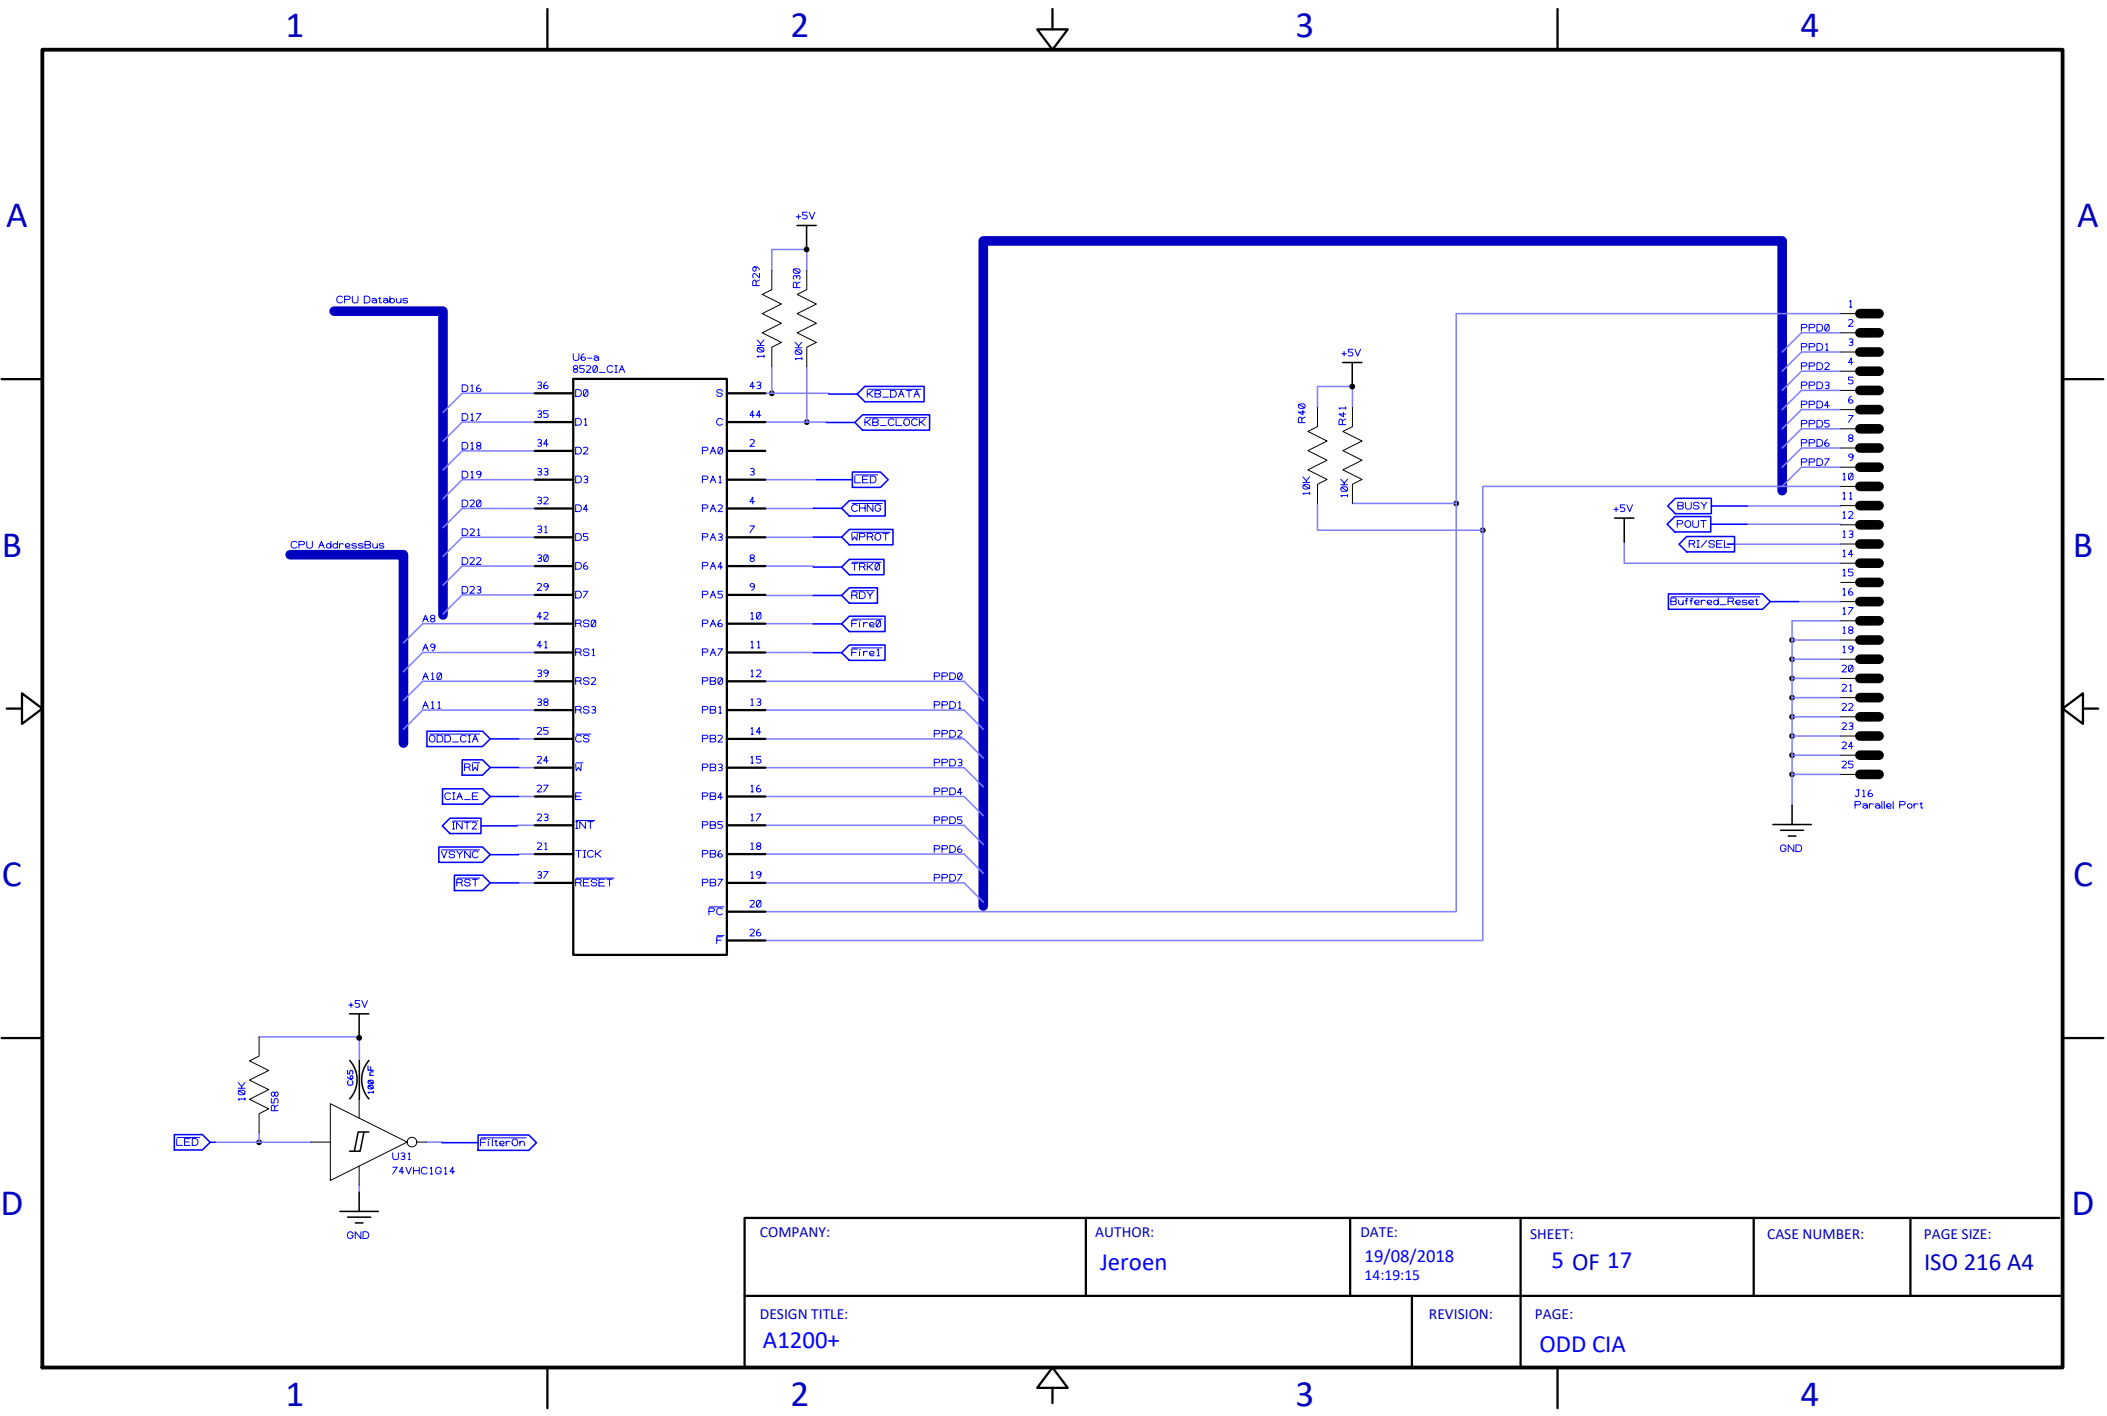 1 2 3 4
A A
B B
C C
D D
CPU Databus
CPU AddressBus
U6-a
8520_CIA
D16 36 D0
D17 35 D1
D18 34 D2
D19 33 D3
D20 32 D4
D21 31 D5
D22 30 D6
D23 29 D7
A8 42 RS0
A9 41 RS1
A10 39 RS2
A11 38 RS3
ODD_CIA 25 CS
RW 24 W
CIA_E 27 E
INT2 23 INT
VSYNC 21 TICK
RST 37 RESET
+5V
R29 R30
10K 10K
S 43 KB_DATA
C 44 KB_CLOCK
PA0 2
PA1 3 LED
PA2 4 CHNG
PA3 7 WPROT
PA4 8 TRK0
PA5 9 RDY
PA6 10 Fire0
PA7 11 Fire1
PB0 12 PPD0
PB1 13 PPD1
PB2 14 PPD2
PB3 15 PPD3
PB4 16 PPD4
PB5 17 PPD5
PB6 18 PPD6
PB7 19 PPD7
PC 20
F 26
+5V
R40 R41
10K 10K
1
PPD0 2
PPD1 3
PPD2 4
PPD3 5
PPD4 6
PPD5 7
PPD6 8
PPD7 9
10
BUSY 11
POUT 12
RI/SEL 13
+5V 14
15
Buffered_Reset 16
17
18
19
20
21
22
23
24
25
J16
Parallel Port
GND
+5V
10K R58
C65 100 nF
LED
FilterOn
U31
74VHC1G14
GND
COMPANY:
AUTHOR:
Jeroen
DATE:
19/08/2018
14:19:15
SHEET:
5 OF 17
CASE NUMBER:
PAGE SIZE:
ISO 216 A4
DESIGN TITLE:
A1200+
REVISION:
PAGE:
ODD CIA
1 2 3 4